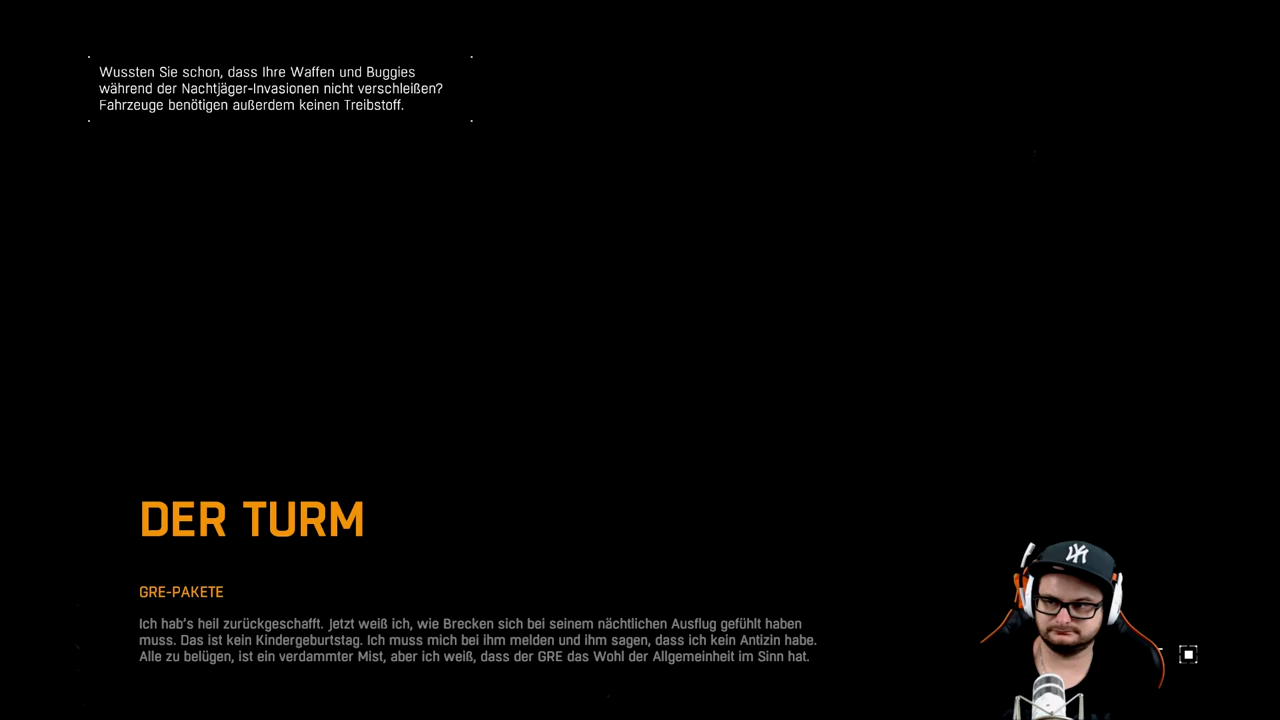 Wussten Sie schon, dass Ihre Waffen und Buggies
während der Nachtjäger-Invasionen nicht verschleißen?
Fahrzeuge benötigen außerdem keinen Treibstoff.
DER TURM
GRE-PAKETE
Ich hab's heil zurückgeschafft. Jetzt weiß ich, wie Brecken sich bei seinem nächtlichen Ausflug gefühlt haben
muss. Das ist kein Kindergeburtstag. Ich muss mich bei ihm melden und ihm sagen, dass ich kein Antizin habe.
Alle zu belügen, ist ein verdammter Mist, aber ich weiß, dass der GRE das Wohl der Allgemeinheit im Sinn hat.